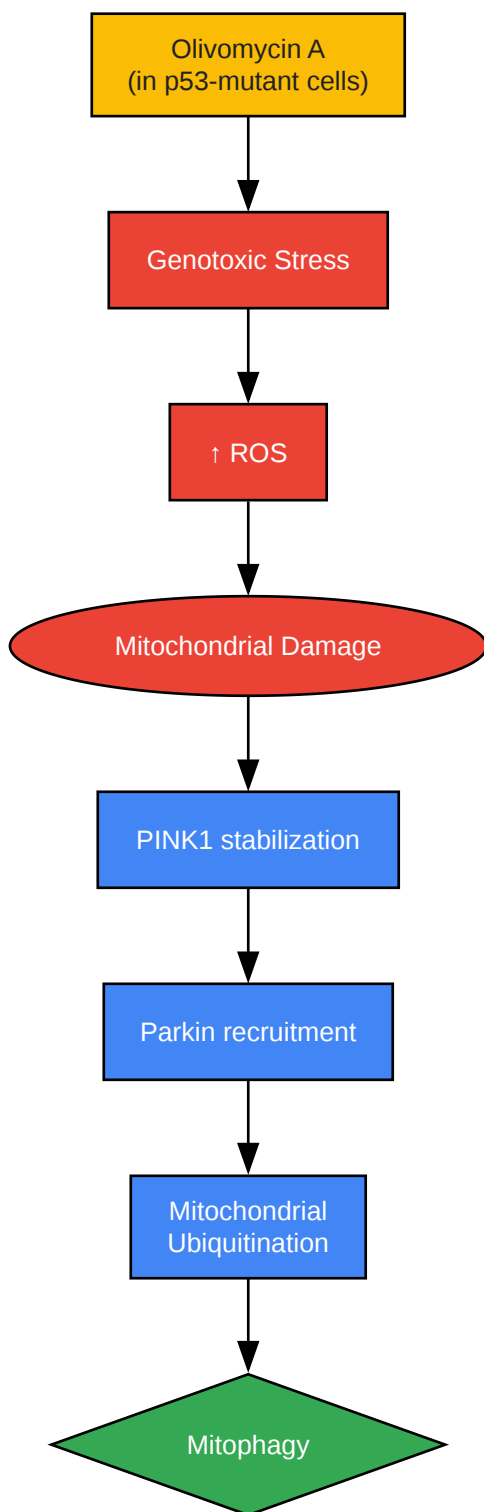 Olivomycin A
(in p53-mutant cells)
Genotoxic Stress
↑ ROS
Mitochondrial Damage
PINK1 stabilization
Parkin recruitment
Mitochondrial
Ubiquitination
Mitophagy